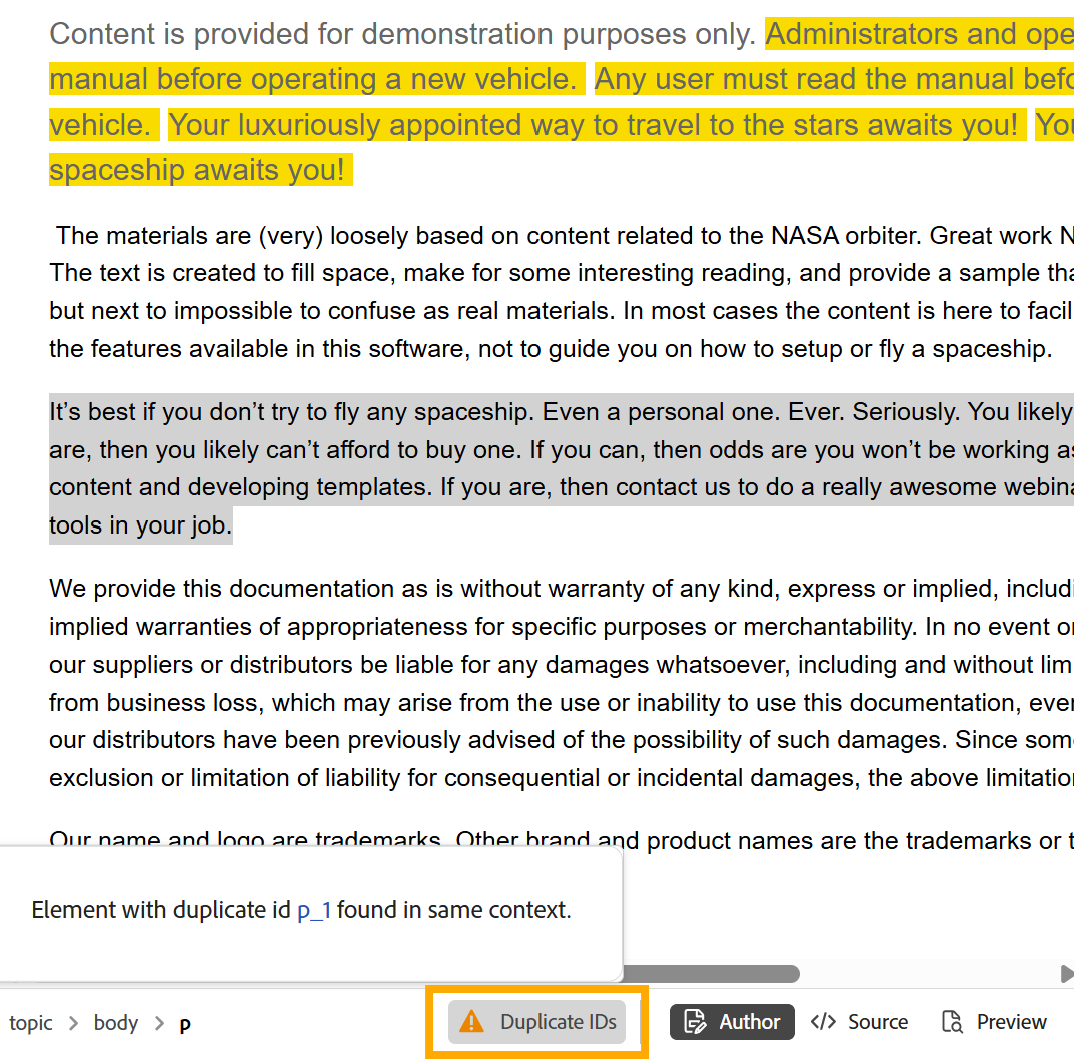 Content is provided for demonstration purposes only. Administrators and ope
manual before operating a new vehicle. Any user must read the manual befo
vehicle. Your luxuriously appointed way to travel to the stars awaits you! You
spaceship awaits you!
The materials are (very) loosely based on content related to the NASA orbiter. Great work N
The text is created to fill space, make for some interesting reading, and provide a sample tha
but next to impossible to confuse as real materials. In most cases the content is here to facil
the features available in this software, not to guide you on how to setup or fly a spaceship.
It’s best if you don’t try to fly any spaceship. Even a personal one. Ever. Seriously. You likely
are, then you likely can’t afford to buy one. If you can, then odds are you won’t be working as
content and developing templates. If you are, then contact us to do a really awesome webina
tools in your job.
We provide this documentation as is without warranty of any kind, express or implied, includi
implied warranties of appropriateness for specific purposes or merchantability. In no event or
our suppliers or distributors be liable for any damages whatsoever, including and without lim
from business loss, which may arise from the use or inability to use this documentation, ever
our distributors have been previously advised of the possibility of such damages. Since some
exclusion or limitation of liability for consequential or incidental damages, the above limitation
Our name and logo are trademarks. Other brand and product names are the trademarks or t
Element with duplicate id p_1 found in same context.
topic > body > p Duplicate IDs Author </> Source Preview